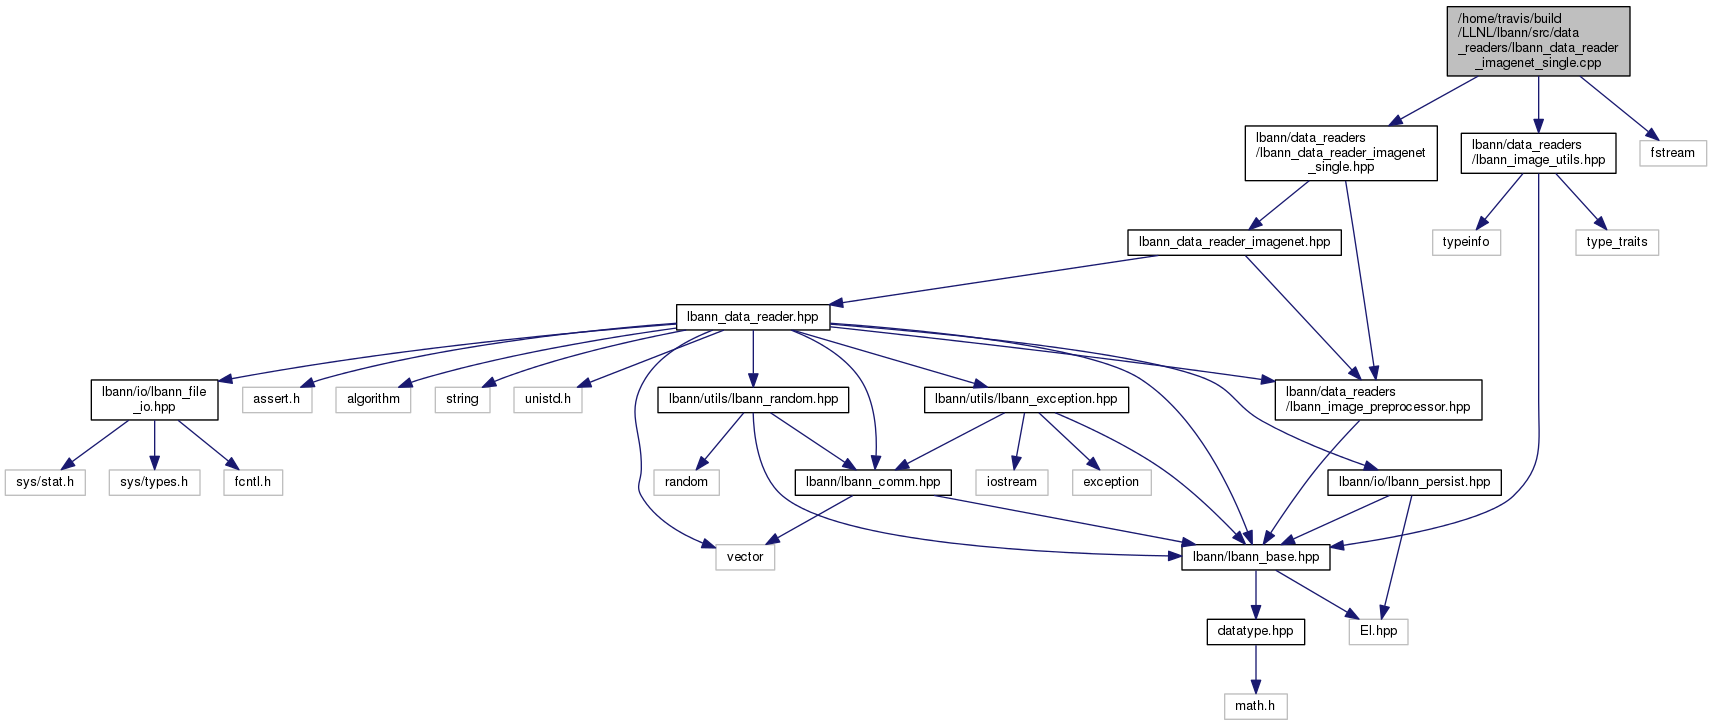 /home/travis/build
/LLNL/lbann/src/data
_readers/lbann_data_reader
_imagenet_single.cpp
lbann/data_readers
/lbann_data_reader_imagenet
_single.hpp
lbann/data_readers
/lbann_image_utils.hpp
fstream
lbann_data_reader_imagenet.hpp
typeinfo
type_traits
lbann_data_reader.hpp
lbann/io/lbann_file
_io.hpp
assert.h
algorithm
string
unistd.h
lbann/utils/lbann_random.hpp
lbann/utils/lbann_exception.hpp
lbann/data_readers
/lbann_image_preprocessor.hpp
sys/stat.h
sys/types.h
fcntl.h
random
lbann/lbann_comm.hpp
iostream
exception
lbann/io/lbann_persist.hpp
vector
lbann/lbann_base.hpp
datatype.hpp
El.hpp
math.h